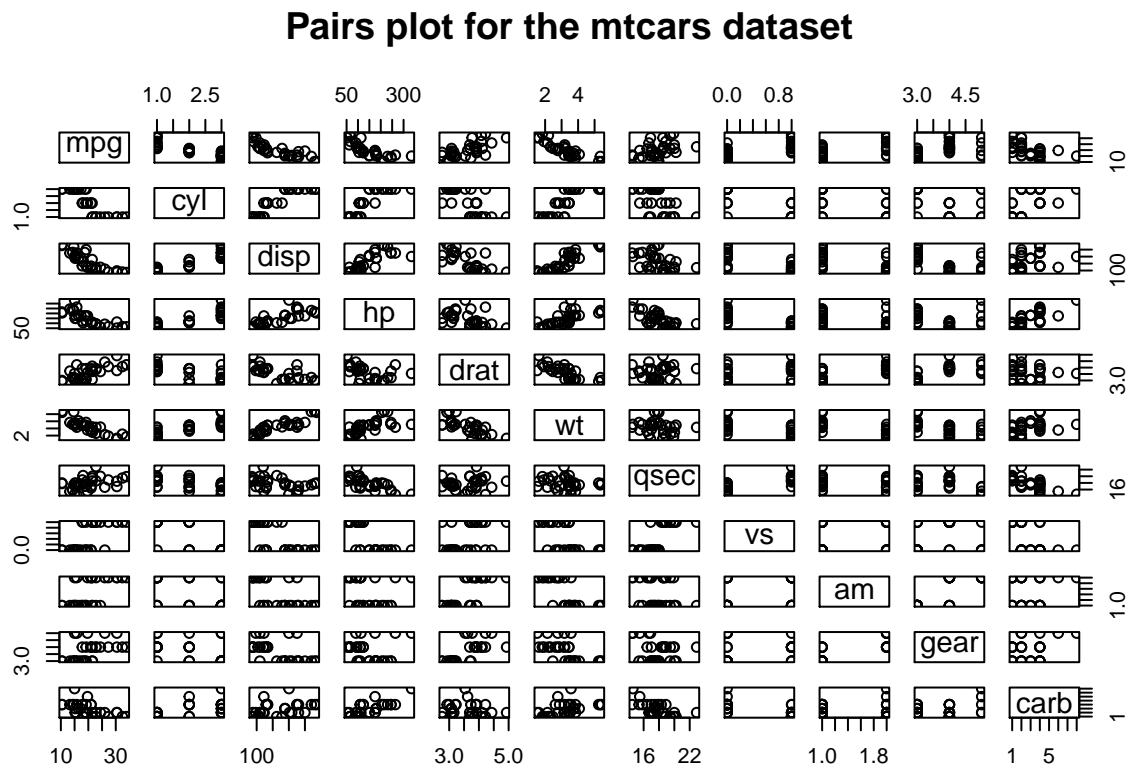 Pairs plot for the mtcars dataset
1.0 2.5 50 300 2 4 0.0 0.8 3.0 4.5
mpg 10
1.0 cyl
disp 100
50 hp
drat 3.0
2 wt
qsec 16
0.0 vs
am 1.0
3.0 gear
carb 1
10 30 100 3.0 5.0 16 22 1.0 1.8 1 5